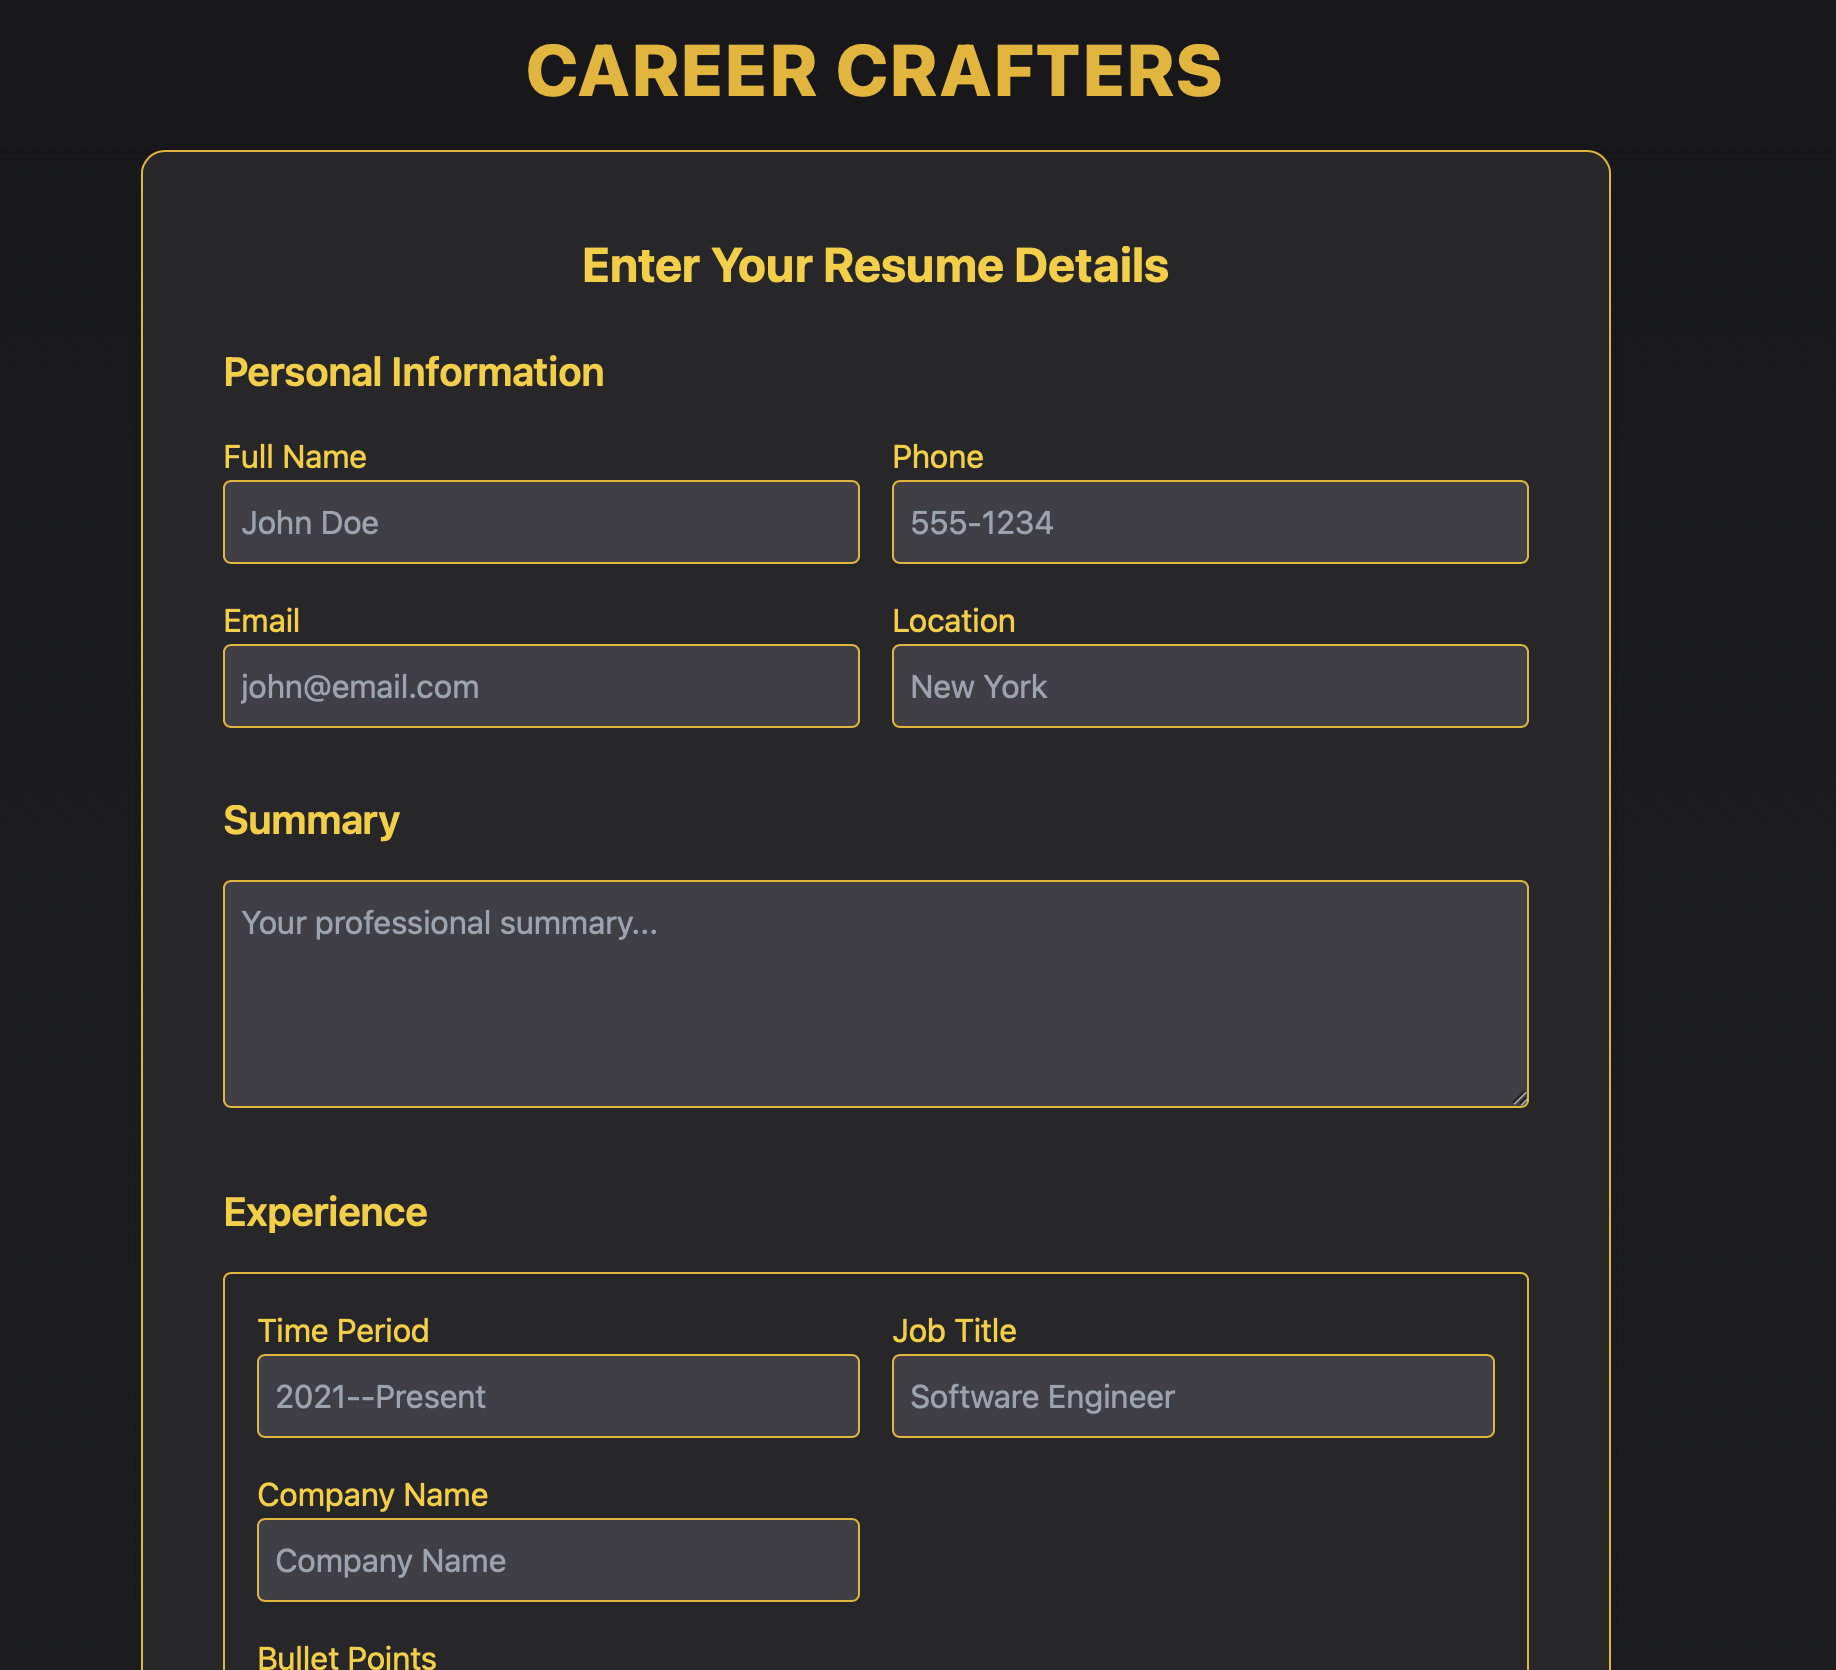 CAREER CRAFTERS
Enter Your Resume Details
Personal Information
Full Name
John Doe
Phone
555-1234
Email
john@email.com
Location
New York
Summary
Your professional summary...
Experience
Time Period
2021--Present
Job Title
Software Engineer
Company Name
Company Name
Bullet Points